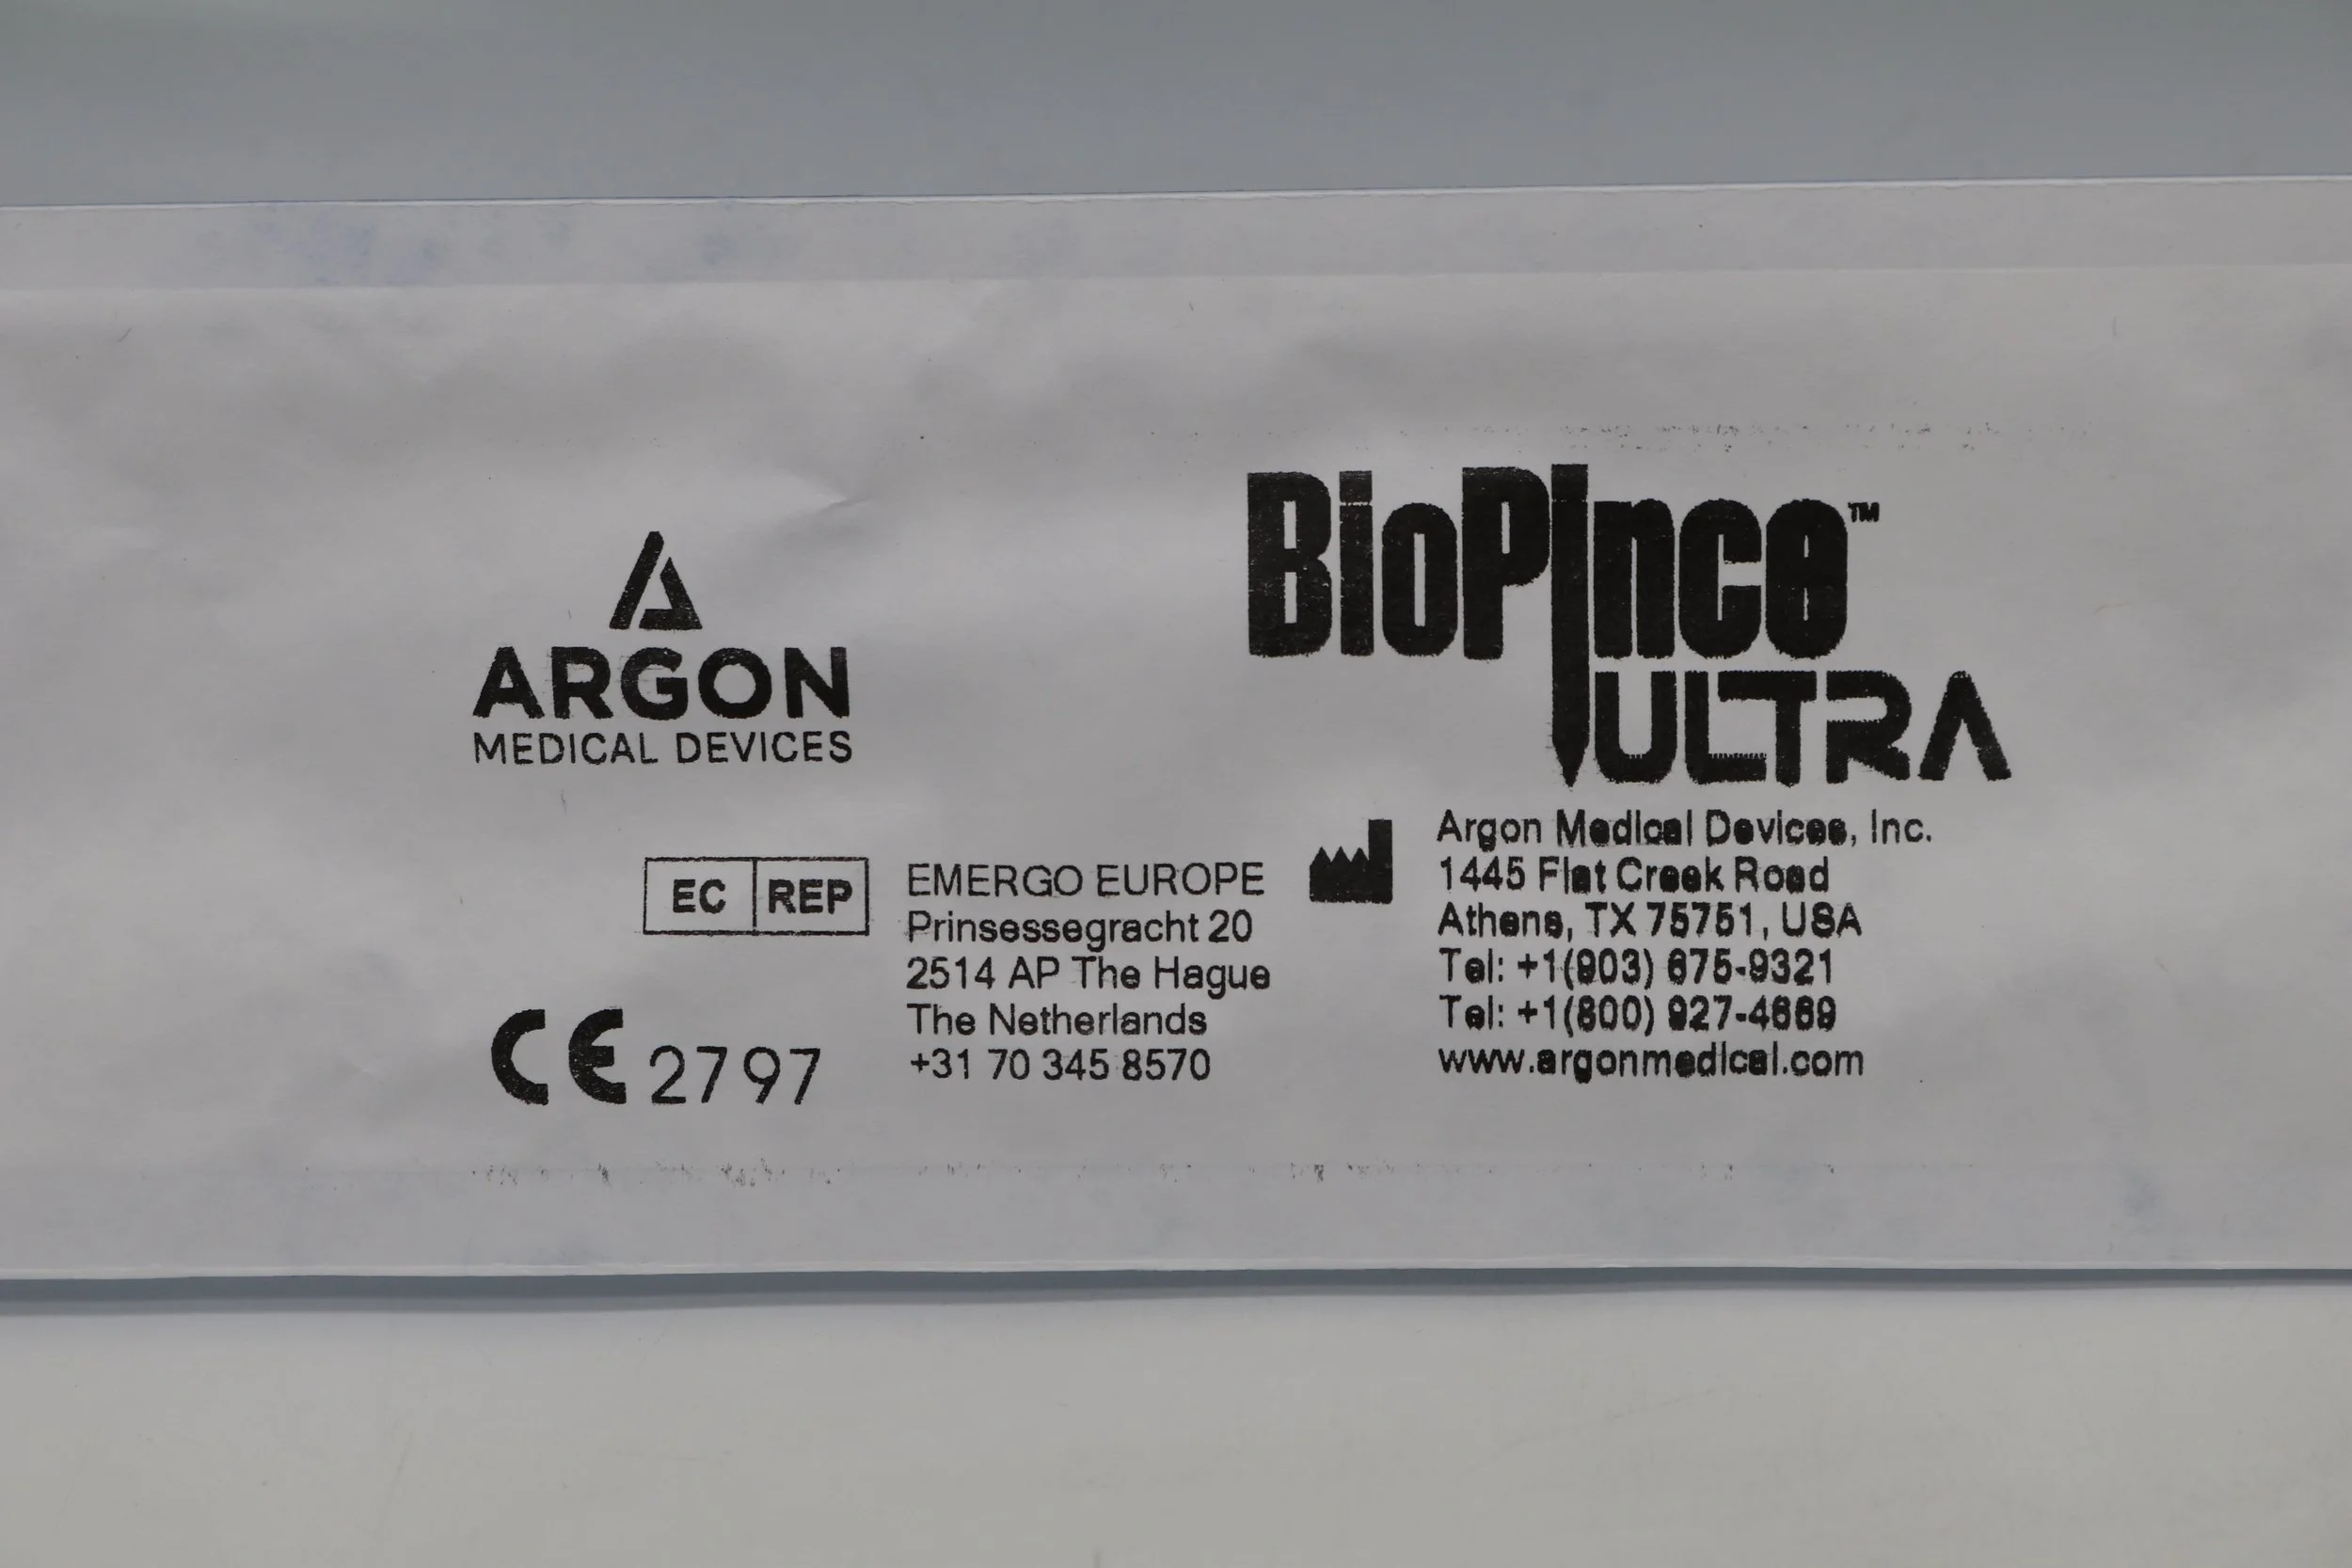 ARGON
MEDICAL DEVICES
BioPince™
ULTRA
EC REP
EMERGO EUROPE
Prinsessegracht 20
2514 AP The Hague
The Netherlands
+31 70 345 8570
CE 2797
Argon Medical Devices, Inc.
1445 Flat Creek Road
Athens, TX 75751, USA
Tel: +1(903) 675-9321
Tel: +1(800) 927-4669
www.argonmedical.com